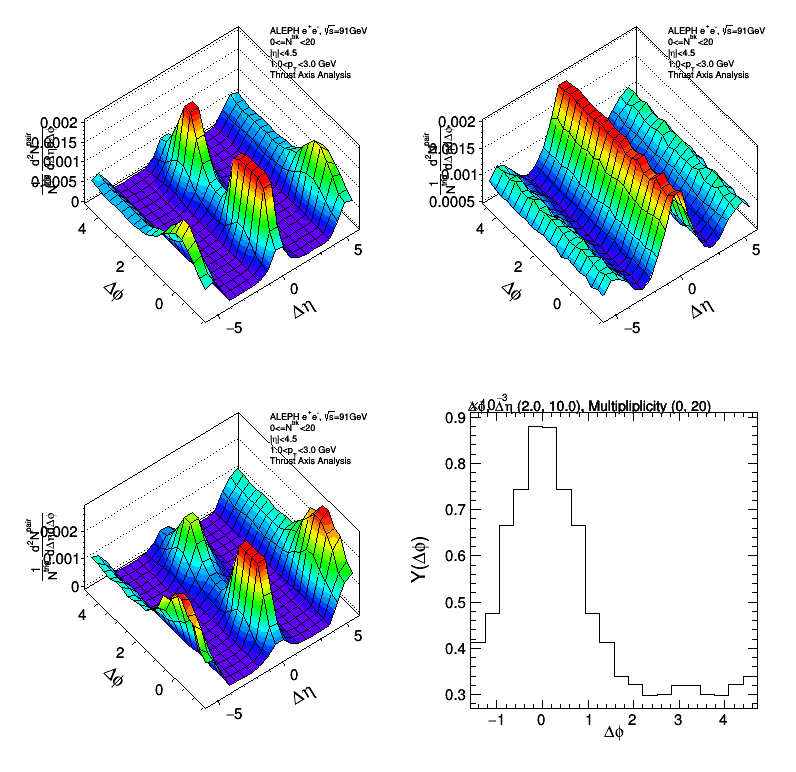 ALEPH e⁺e⁻, √s=91GeV
0<=N^trk<20
|η|<4.5
1.0<p_T<3.0 GeV
Thrust Axis Analysis
0.002
0.0015
0.001
0.0005
0
4
2
0
Δφ
−5
0
5
Δη
ALEPH e⁺e⁻, √s=91GeV
0<=N^trk<20
|η|<4.5
1.0<p_T<3.0 GeV
Thrust Axis Analysis
0.002
0.0015
0.001
0.0005
4
2
0
Δφ
−5
0
5
Δη
ALEPH e⁺e⁻, √s=91GeV
0<=N^trk<20
|η|<4.5
1.0<p_T<3.0 GeV
Thrust Axis Analysis
0.002
0.001
0
4
2
0
Δφ
−5
0
5
Δη
Δφ, Δη (2.0, 10.0), Multipliplicity (0, 20)
0.9
0.8
0.7
0.6
0.5
0.4
0.3
Y(Δφ)
−1 0 1 2 3 4
Δφ